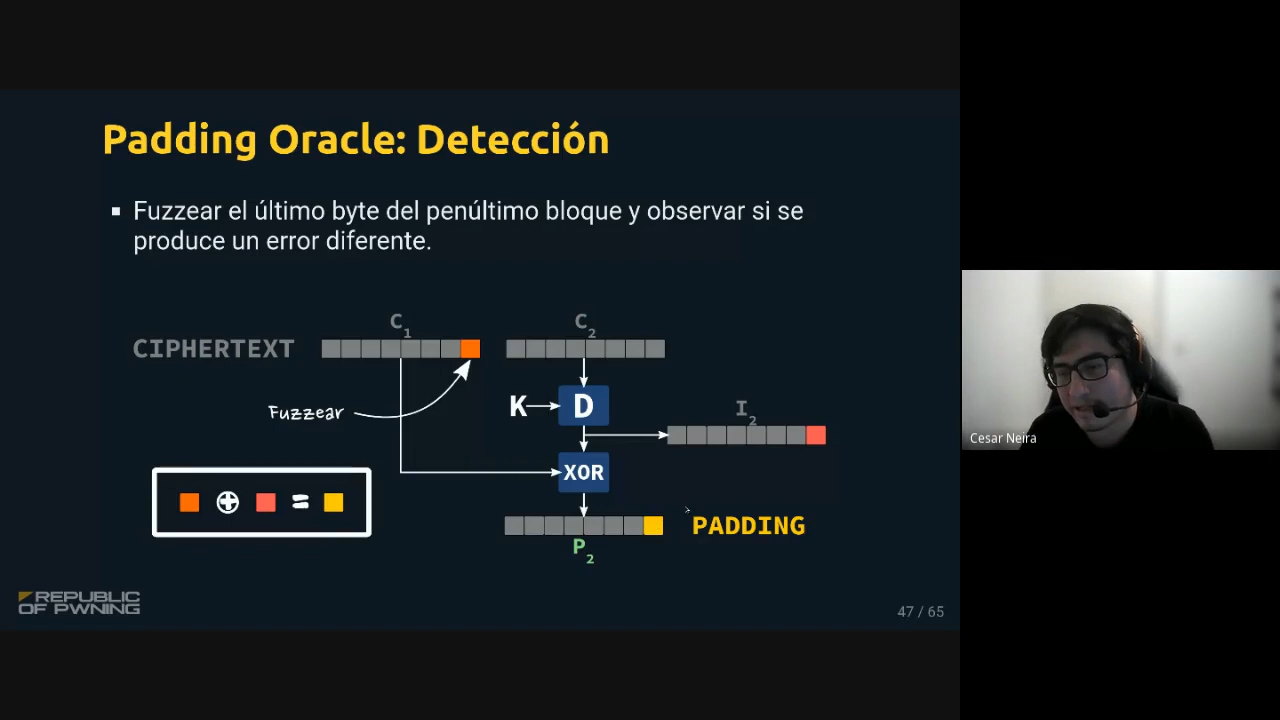 Padding Oracle: Detección
▪ Fuzzear el último byte del penúltimo bloque y observar si se
produce un error diferente.
C1
C2
CIPHERTEXT
Fuzzear
K
D
I2
XOR
⊕ =
PADDING
P2
REPUBLIC
OF PWNING
47 / 65
Cesar Neira